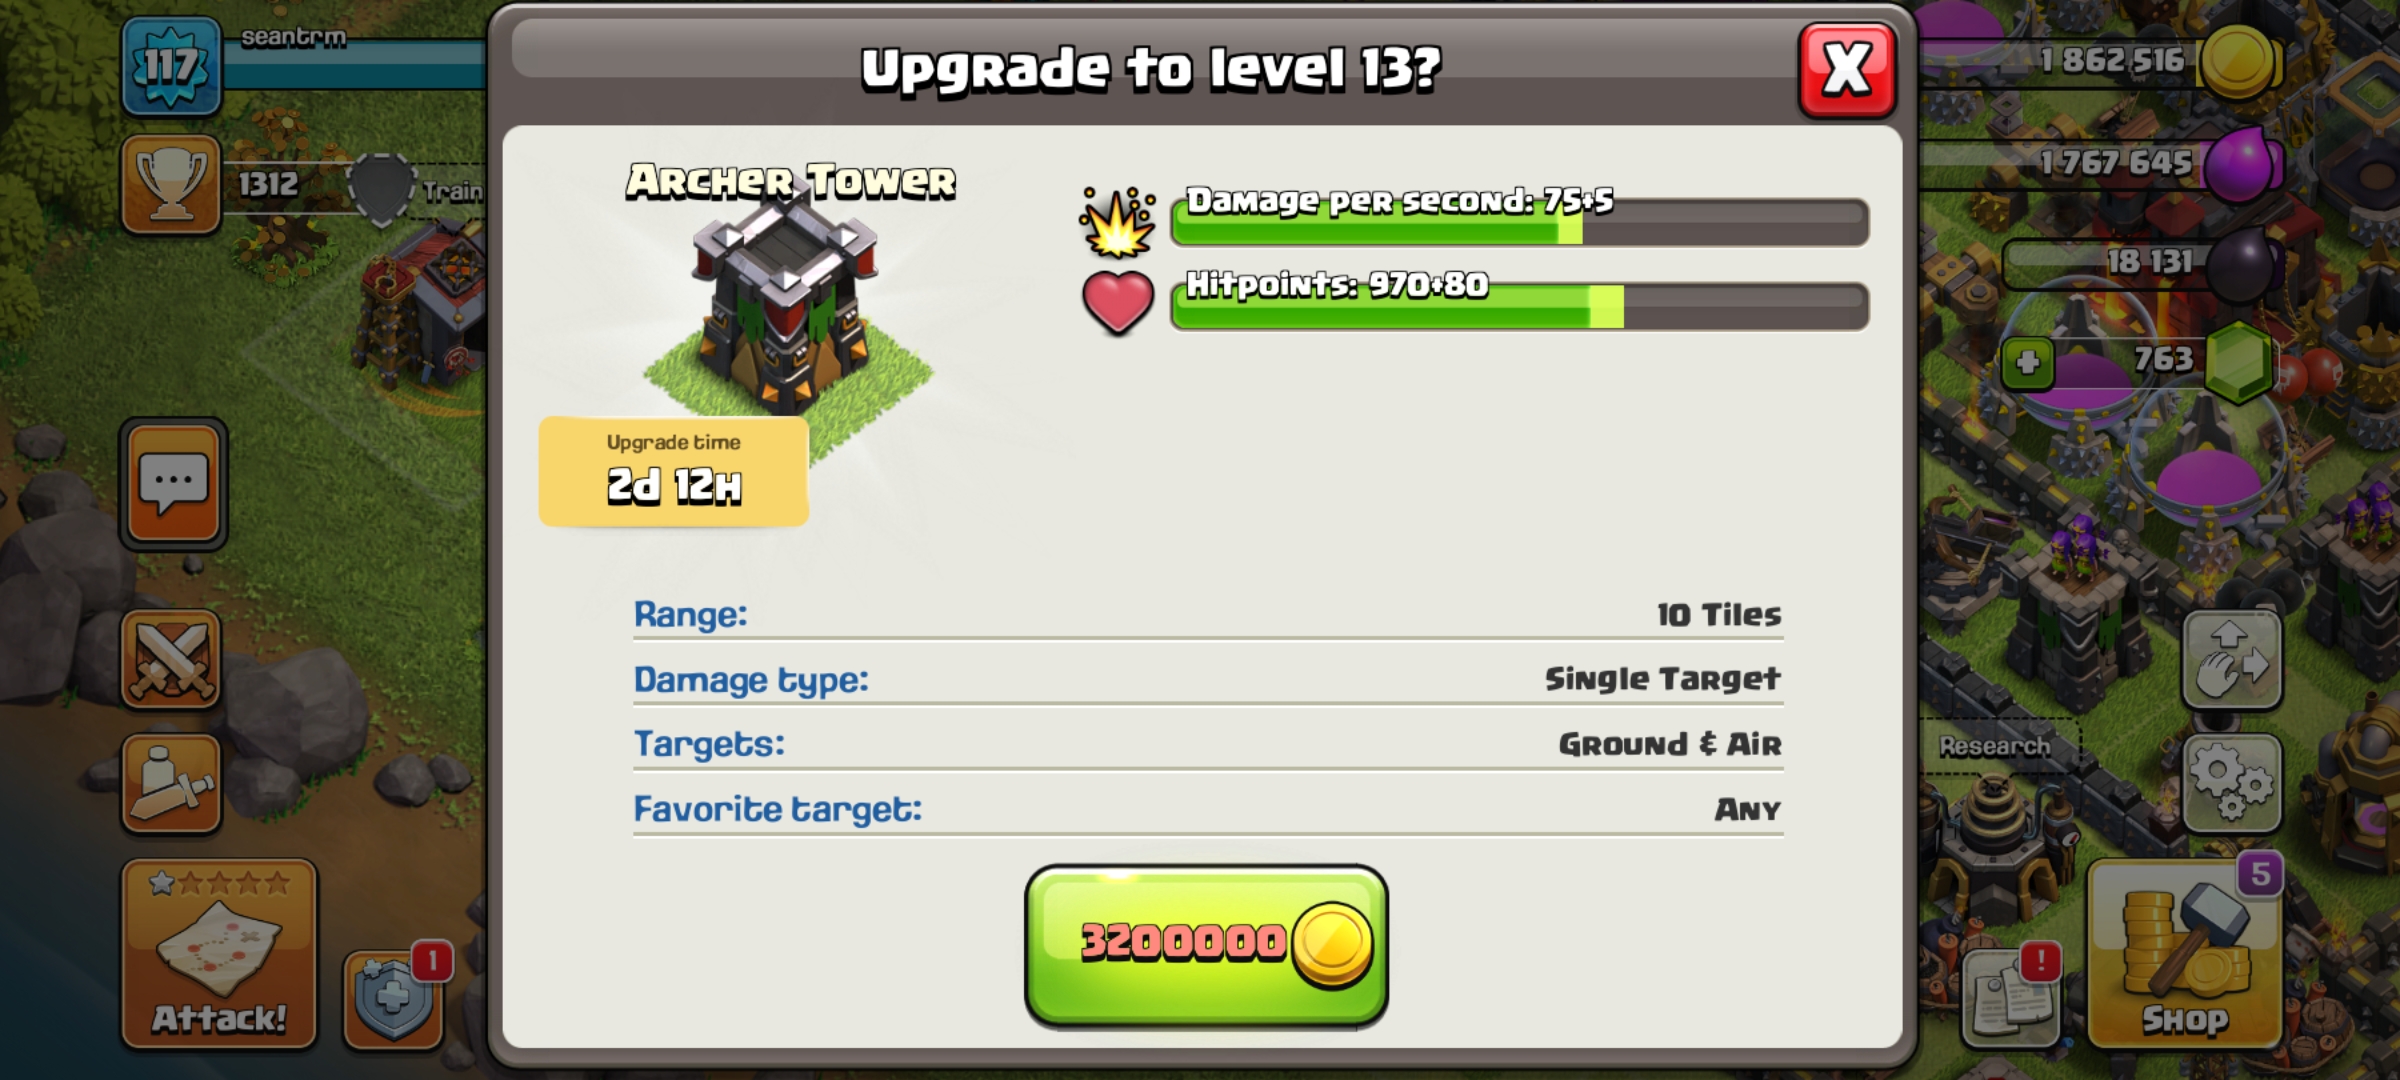 117
seantrm
1312
Train
Upgrade to level 13?
X
1 862 516
1 767 645
18 131
763
Archer Tower
Damage per second: 75+5
Hitpoints: 970+80
Upgrade time
2d 12h
Range: 10 Tiles
Damage type: Single Target
Targets: Ground & Air
Favorite target: Any
3200000
Research
Attack!
1
!
5
Shop